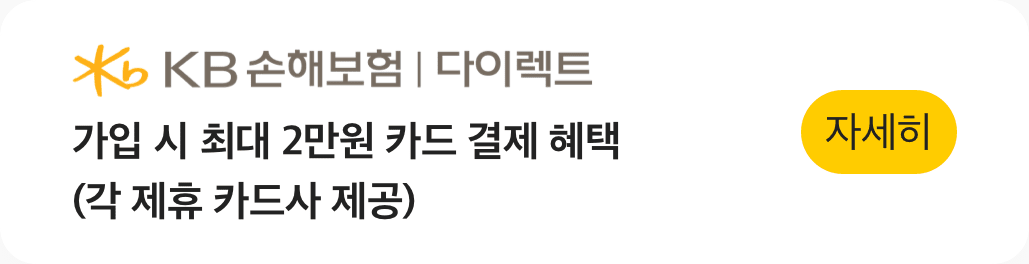 KB 손해보험 | 다이렉트
가입 시 최대 2만원 카드 결제 혜택
(각 제휴 카드사 제공)
자세히